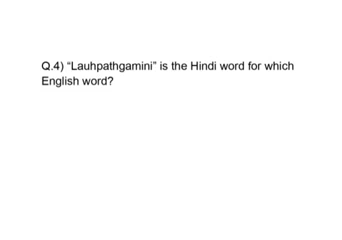 Q.4) “Lauhpathgamini” is the Hindi word for which
English word?